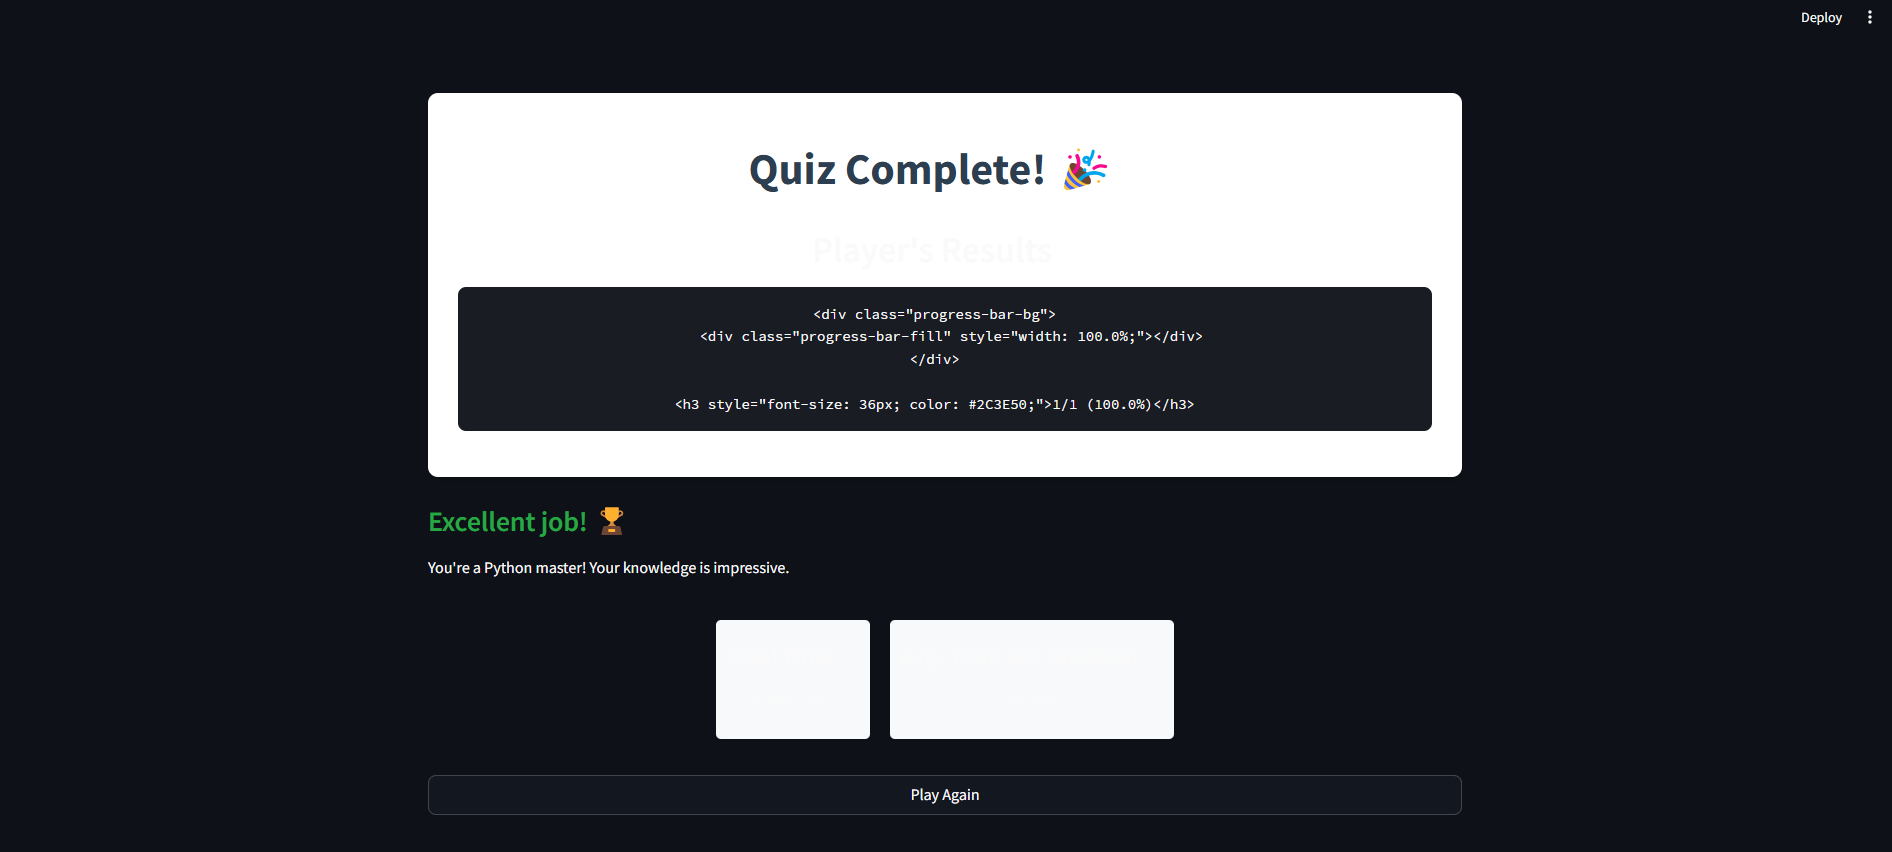 Deploy
Quiz Complete! 🎉
Player's Results
<div class="progress-bar-bg">
<div class="progress-bar-fill" style="width: 100.0%;"></div>
</div>
<h3 style="font-size: 36px; color: #2C3E50;">1/1 (100.0%)</h3>
Excellent job! 🏆
You're a Python master! Your knowledge is impressive.
Play Again